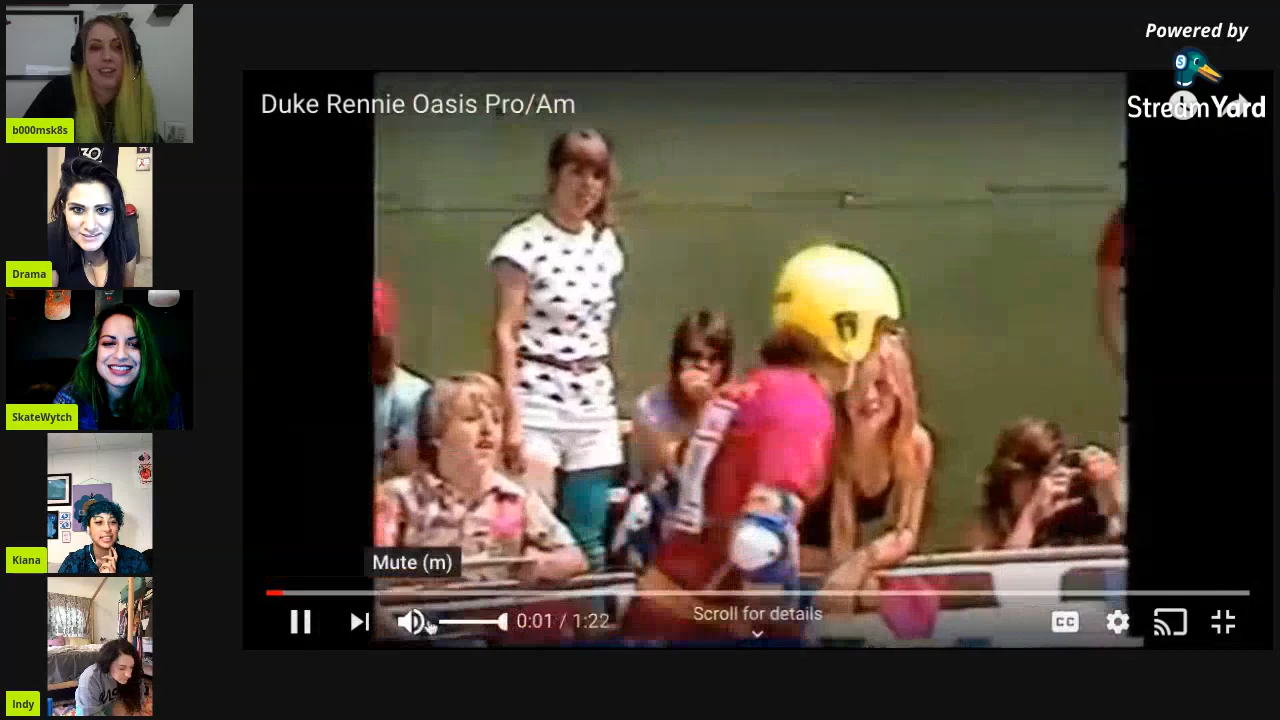 Powered by
StreamYard
Duke Rennie Oasis Pro/Am
b000msk8s
30
Drama
SkateWytch
Kiana
Indy
Mute (m)
0:01 / 1:22
Scroll for details
CC